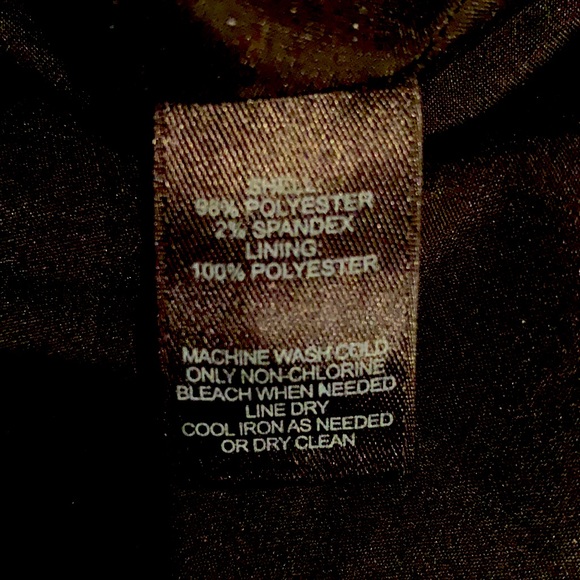 SHELL
98% POLYESTER
2% SPANDEX
LINING
100% POLYESTER
MACHINE WASH COLD
ONLY NON-CHLORINE
BLEACH WHEN NEEDED
LINE DRY
COOL IRON AS NEEDED
OR DRY CLEAN